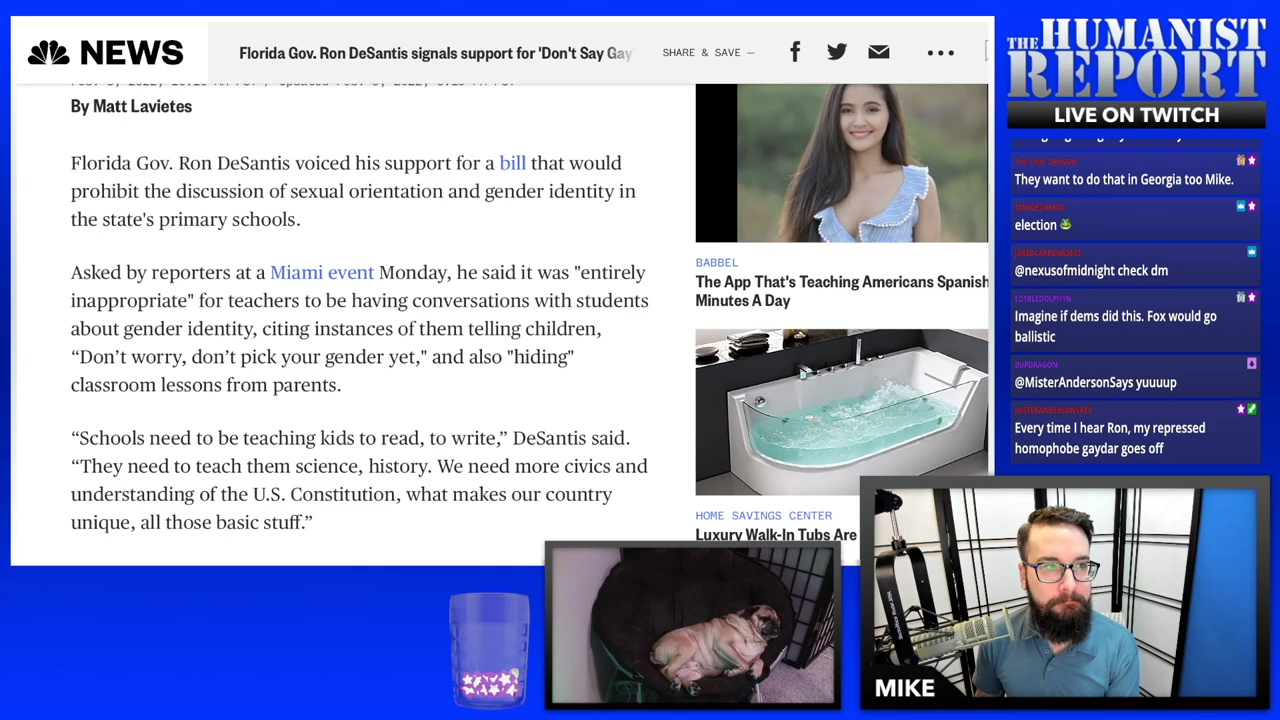 NEWS
Florida Gov. Ron DeSantis signals support for 'Don't Say Gay'
SHARE & SAVE —
By Matt Lavietes
Florida Gov. Ron DeSantis voiced his support for a bill that would
prohibit the discussion of sexual orientation and gender identity in
the state's primary schools.
Asked by reporters at a Miami event Monday, he said it was "entirely
inappropriate" for teachers to be having conversations with students
about gender identity, citing instances of them telling children,
“Don’t worry, don’t pick your gender yet," and also "hiding"
classroom lessons from parents.
“Schools need to be teaching kids to read, to write,” DeSantis said.
“They need to teach them science, history. We need more civics and
understanding of the U.S. Constitution, what makes our country
unique, all those basic stuff.”
BABBEL
The App That's Teaching Americans Spanish
Minutes A Day
HOME SAVINGS CENTER
Luxury Walk-In Tubs Are
THE HUMANIST
REPORT
LIVE ON TWITCH
THE EMO DRAGON
They want to do that in Georgia too Mike.
election
@nexusofmidnight check dm
ED1BLEDOLPH1N
Imagine if dems did this. Fox would go
ballistic
BUPDRAGON
@MisterAndersonSays yuuuup
MISTERANDERSONSAYS
Every time I hear Ron, my repressed
homophobe gaydar goes off
MIKE